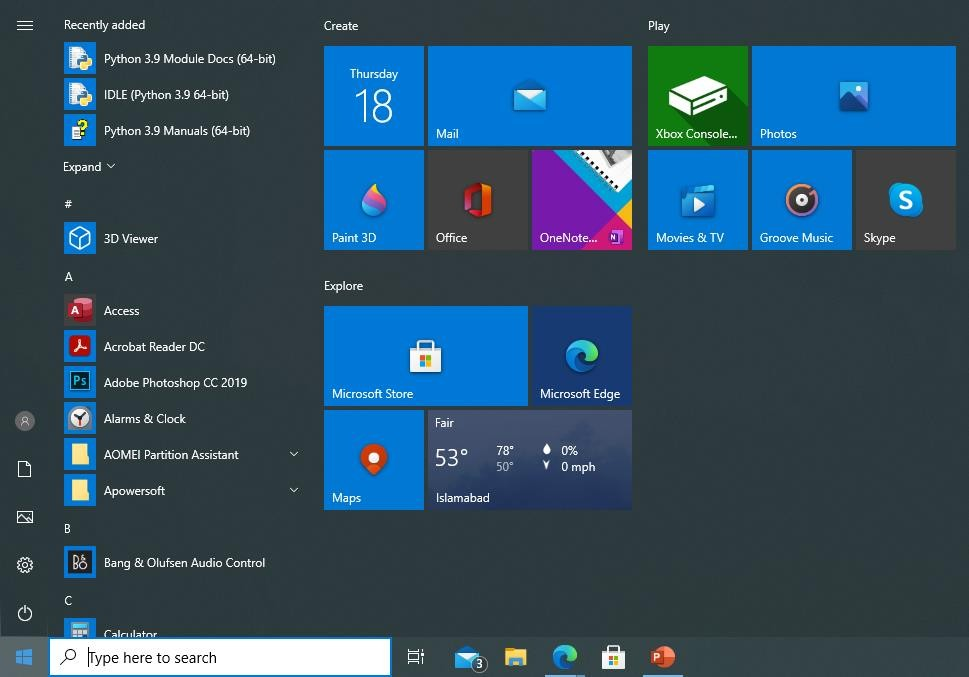 Recently added
Python 3.9 Module Docs (64-bit)
IDLE (Python 3.9 64-bit)
Python 3.9 Manuals (64-bit)
Expand
#
3D Viewer
A
Access
Acrobat Reader DC
Ps
Adobe Photoshop CC 2019
Alarms & Clock
AOMEI Partition Assistant
Apowersoft
B
Bang & Olufsen Audio Control
C
Calculator
Create
Thursday
18
Mail
Paint 3D
Office
OneNote...
Explore
Microsoft Store
Microsoft Edge
Maps
Fair
53° 78° 0%
50° 0 mph
Islamabad
Play
Xbox Console...
Photos
Movies & TV
Groove Music
Skype
Type here to search
3